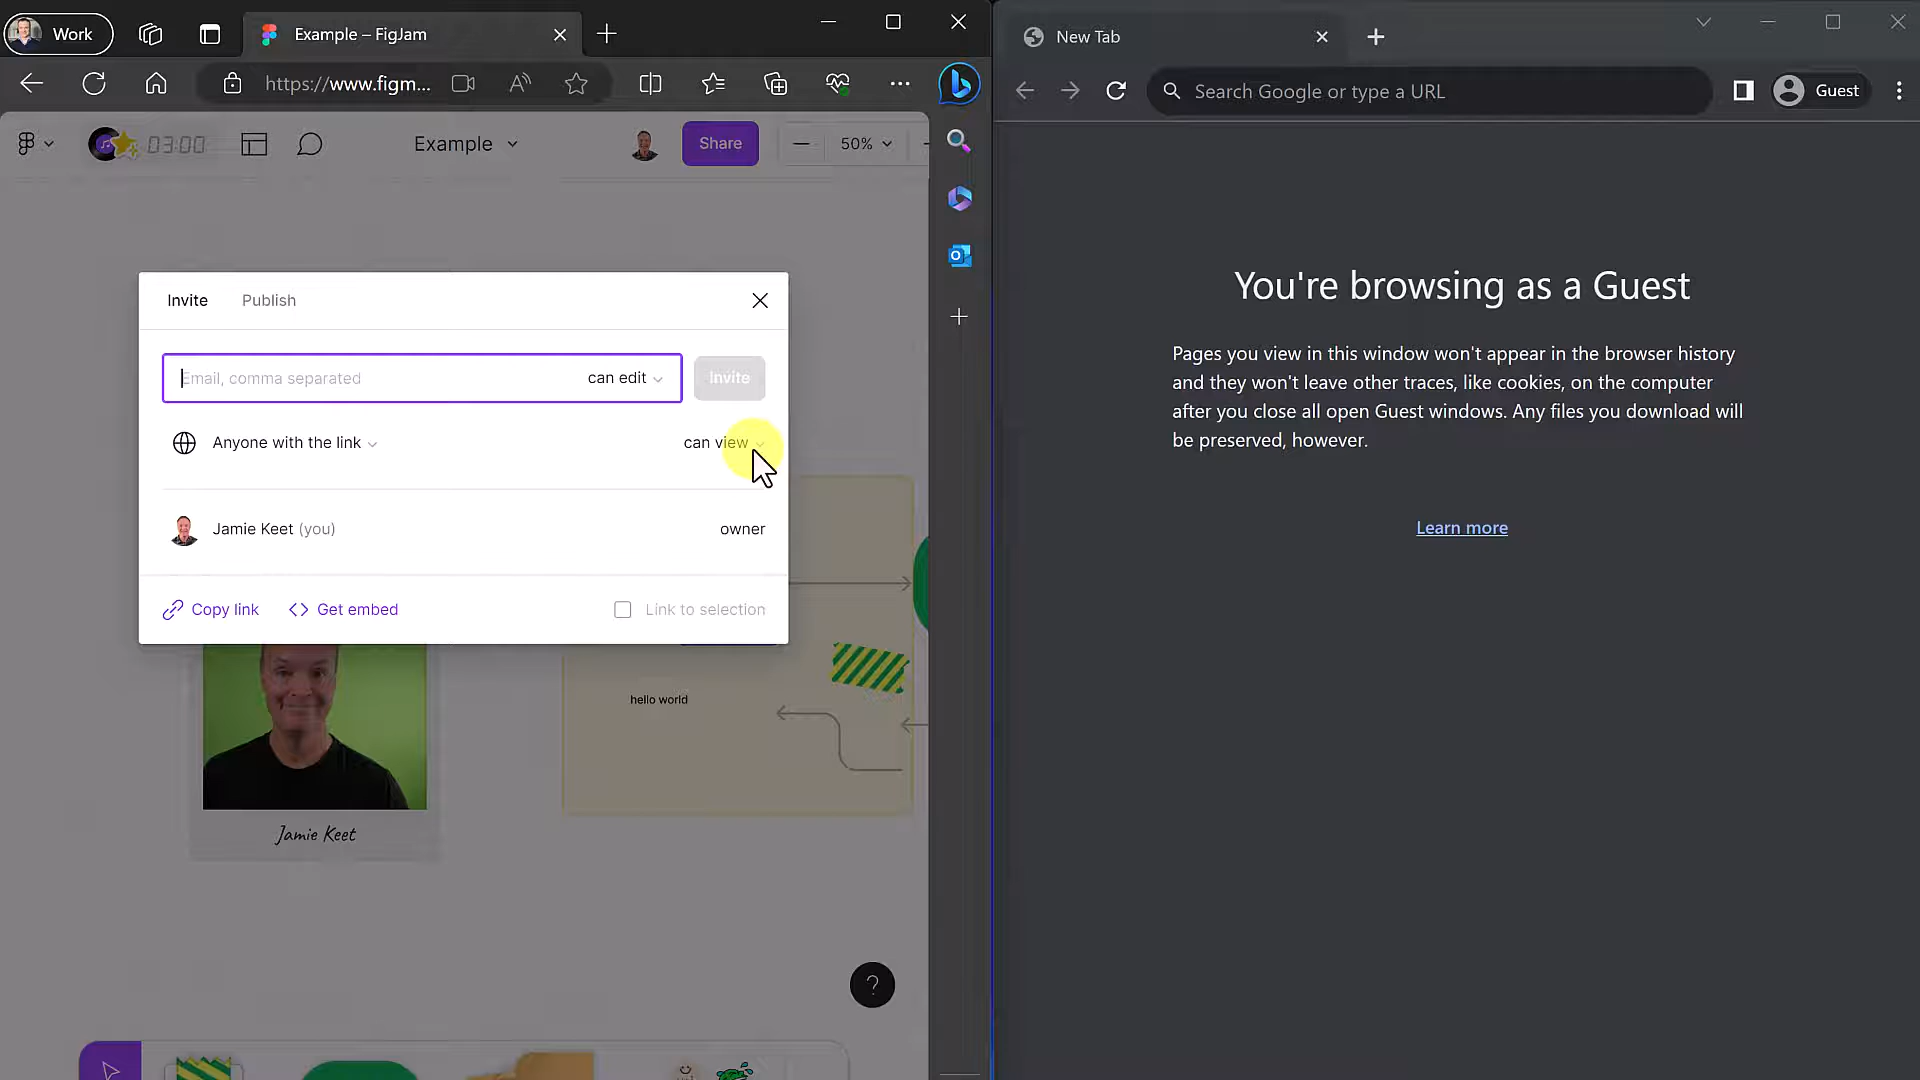 Work
Example – FigJam
https://www.figm...
03:00
Example
Share
50%
Invite
Publish
Email, comma separated
can edit
Invite
Anyone with the link
can view
Jamie Keet (you)
owner
Copy link
Get embed
Link to selection
hello world
Jamie Keet
?
New Tab
Search Google or type a URL
Guest
You're browsing as a Guest
Pages you view in this window won't appear in the browser history
and they won't leave other traces, like cookies, on the computer
after you close all open Guest windows. Any files you download will
be preserved, however.
Learn more